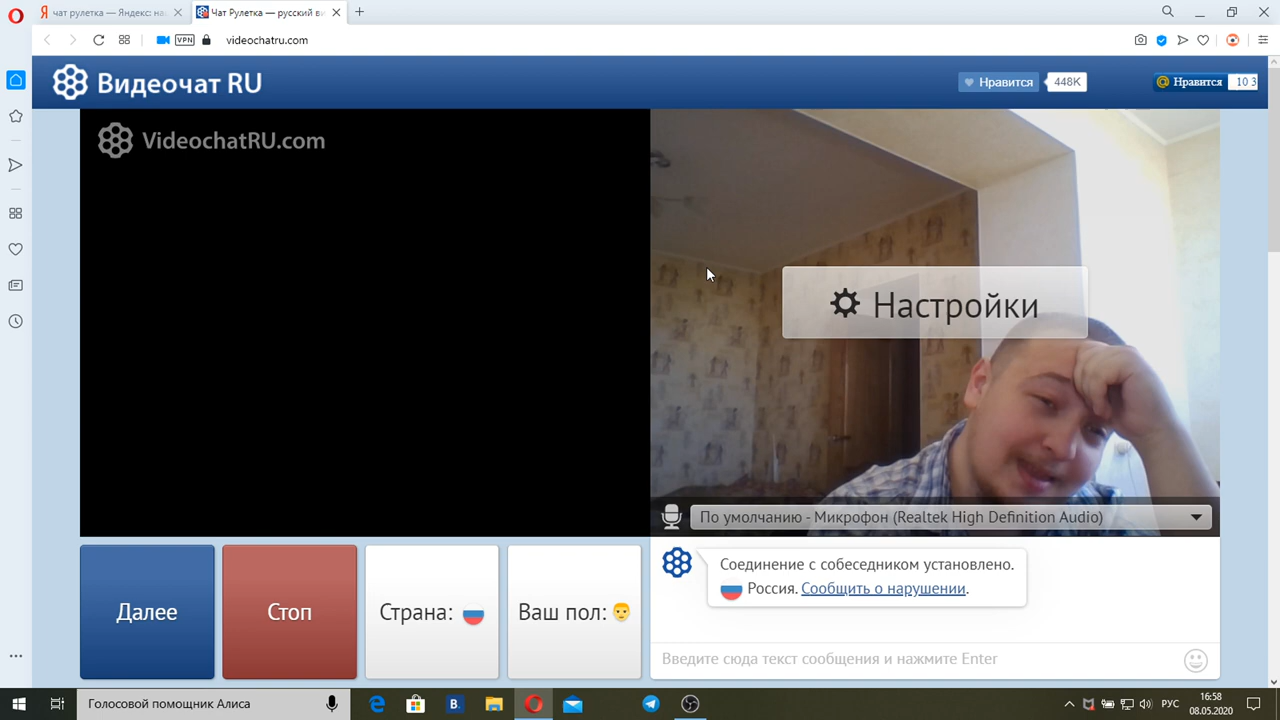 чат рулетка — Яндекс: на
Чат Рулетка — русский ви
VPN
videochatru.com
Видеочат RU
Нравится
448K
Нравится
10 3
VideochatRU.com
Настройки
По умолчанию - Микрофон (Realtek High Definition Audio)
Соединение с собеседником установлено.
Россия. Сообщить о нарушении.
Далее
Стоп
Страна:
Ваш пол:
Введите сюда текст сообщения и нажмите Enter
Голосовой помощник Алиса
РУС
16:58
08.05.2020